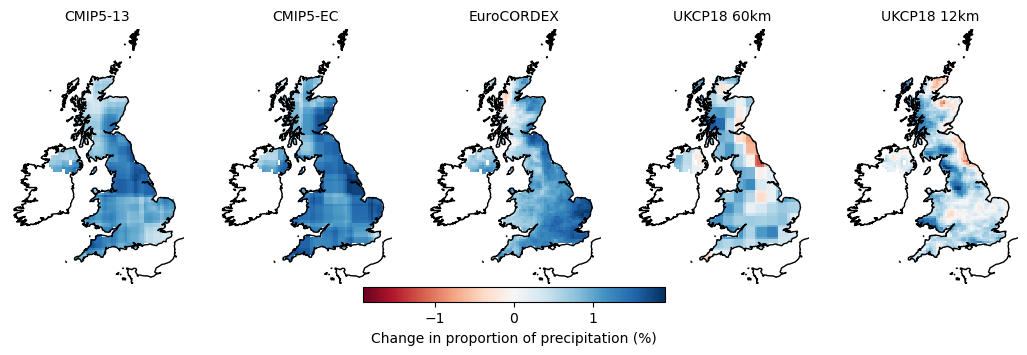 CMIP5-13 CMIP5-EC EuroCORDEX UKCP18 60km UKCP18 12km
−1 0 1
Change in proportion of precipitation (%)